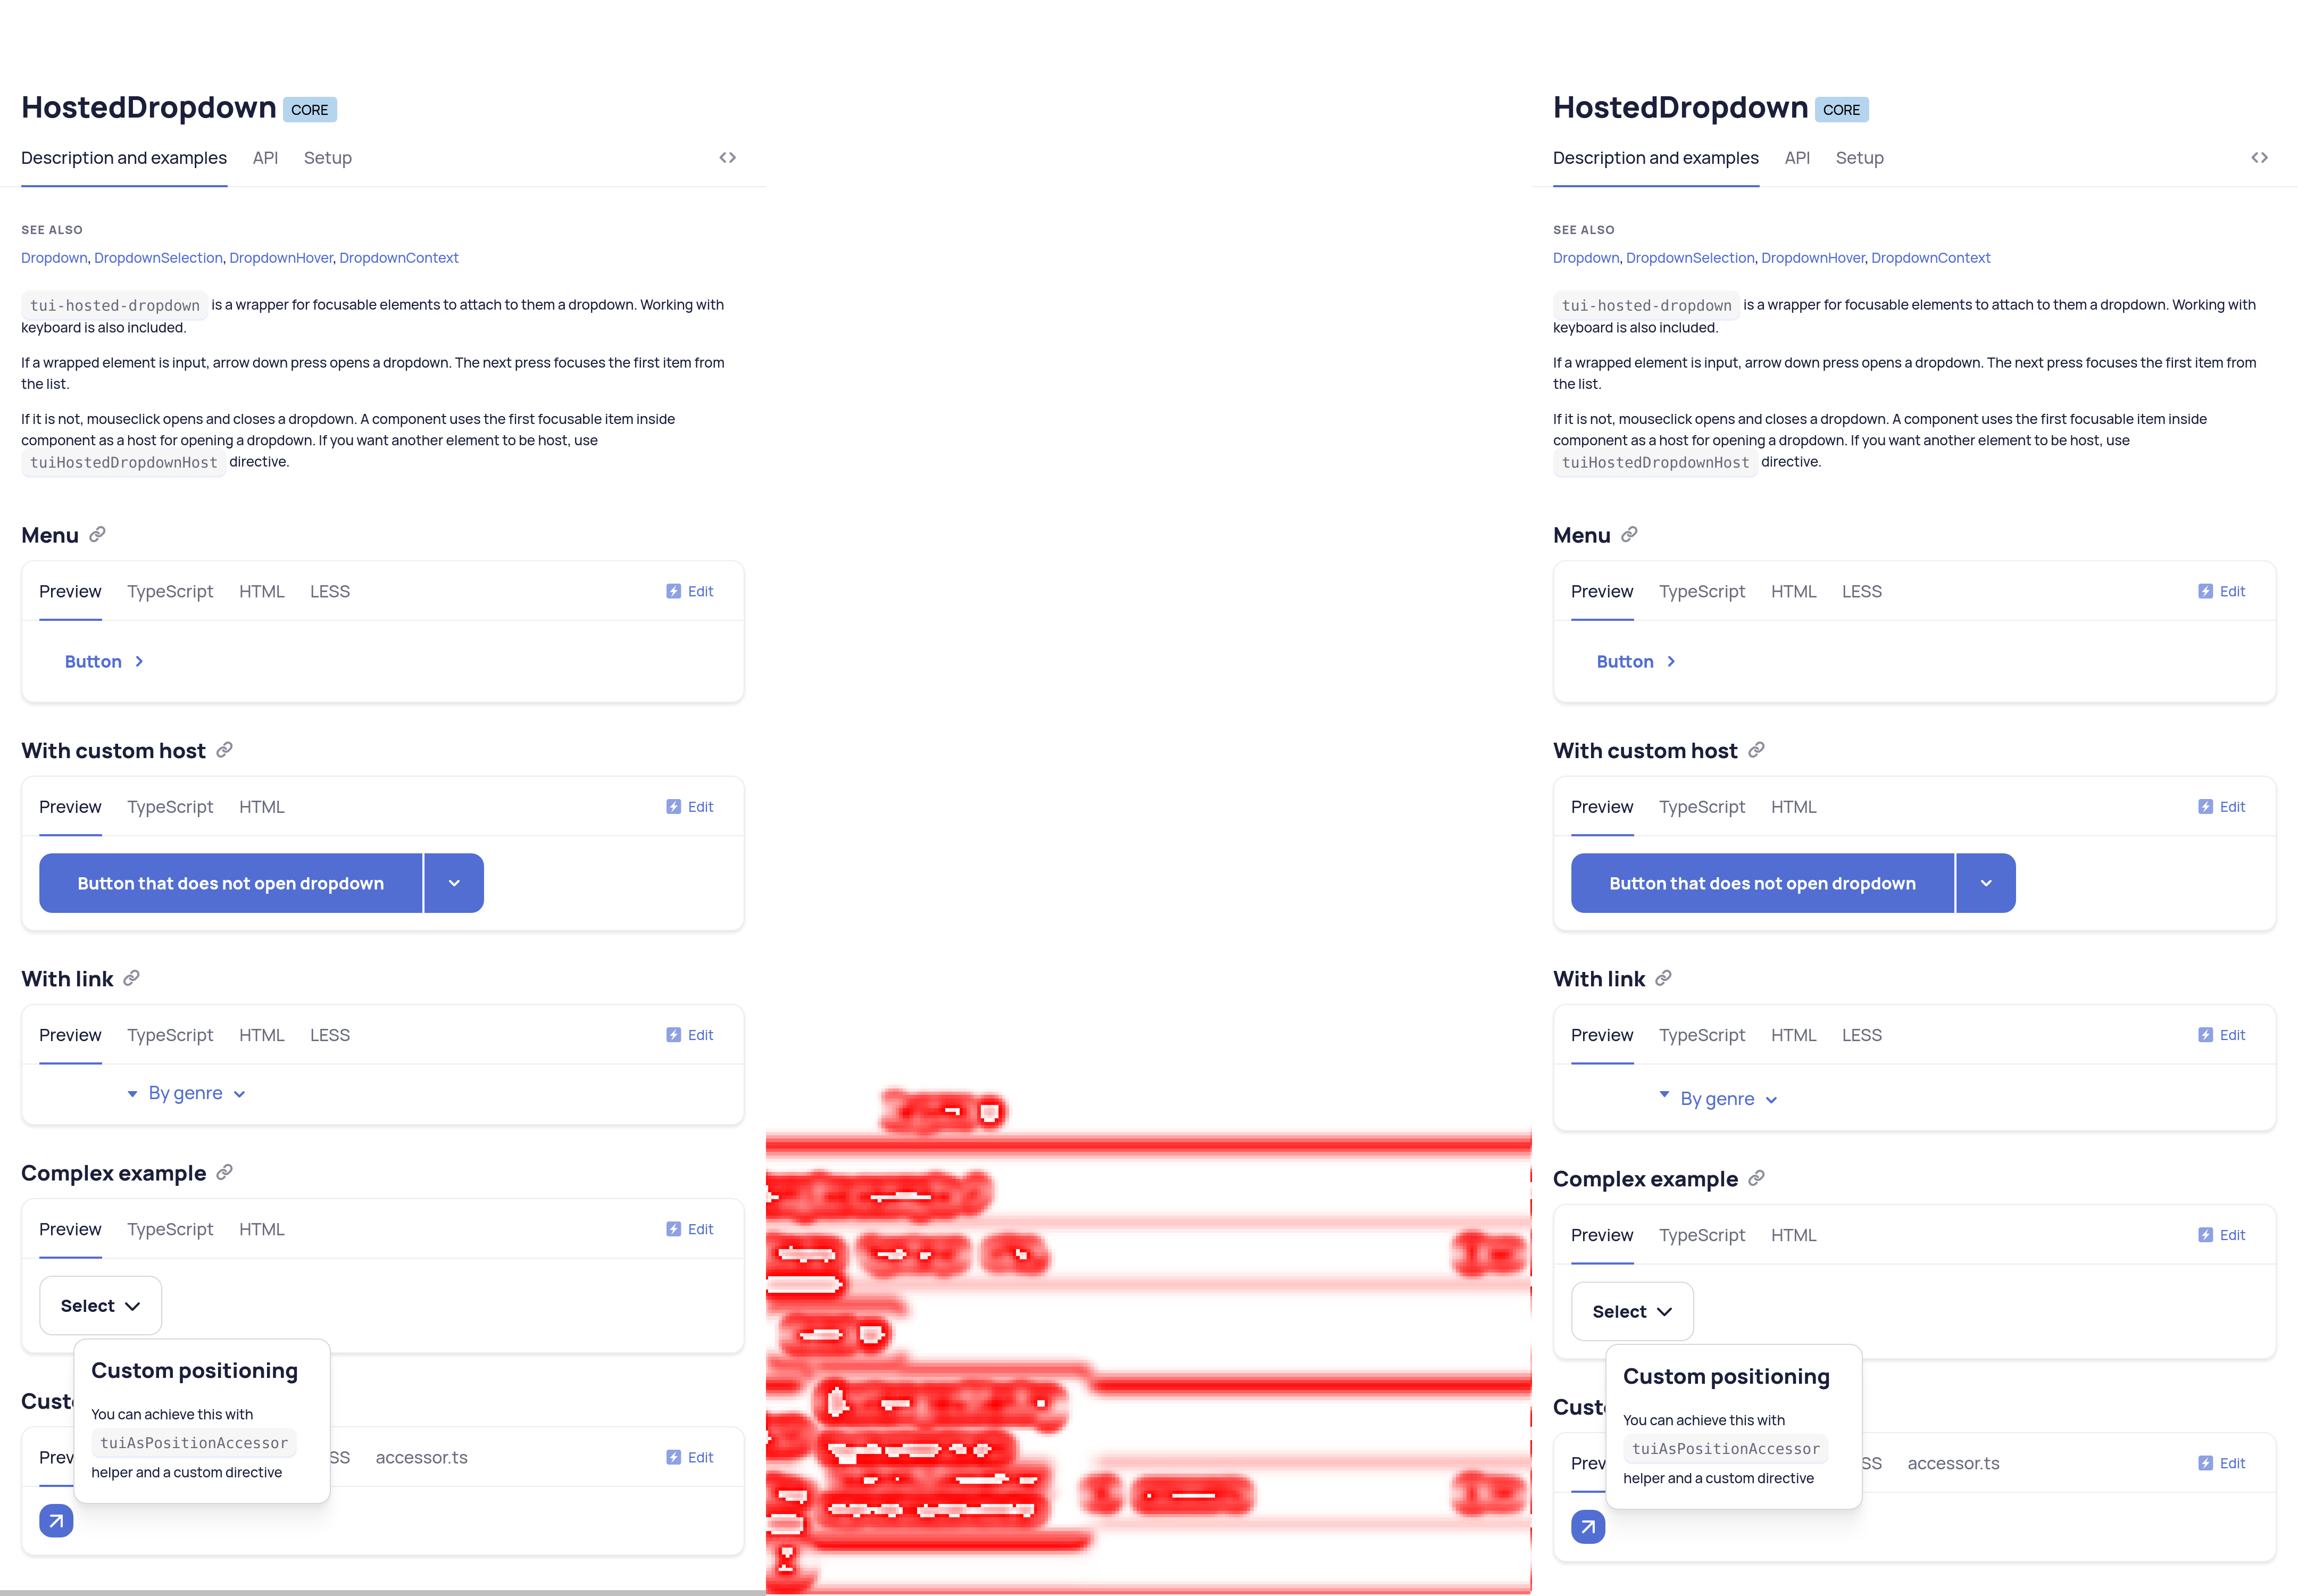 HostedDropdown CORE
Description and examples API Setup
SEE ALSO
Dropdown, DropdownSelection, DropdownHover, DropdownContext
tui-hosted-dropdown is a wrapper for focusable elements to attach to them a dropdown. Working with
keyboard is also included.
If a wrapped element is input, arrow down press opens a dropdown. The next press focuses the first item from
the list.
If it is not, mouseclick opens and closes a dropdown. A component uses the first focusable item inside
component as a host for opening a dropdown. If you want another element to be host, use
tuiHostedDropdownHost directive.
Menu
Preview TypeScript HTML LESS Edit
Button
With custom host
Preview TypeScript HTML Edit
Button that does not open dropdown
With link
Preview TypeScript HTML LESS Edit
By genre
Complex example
Preview TypeScript HTML Edit
Select
Custom positioning
You can achieve this with
tuiAsPositionAccessor
helper and a custom directive
Cust
Prev SS accessor.ts Edit
HostedDropdown CORE
Description and examples API Setup
SEE ALSO
Dropdown, DropdownSelection, DropdownHover, DropdownContext
tui-hosted-dropdown is a wrapper for focusable elements to attach to them a dropdown. Working with
keyboard is also included.
If a wrapped element is input, arrow down press opens a dropdown. The next press focuses the first item from
the list.
If it is not, mouseclick opens and closes a dropdown. A component uses the first focusable item inside
component as a host for opening a dropdown. If you want another element to be host, use
tuiHostedDropdownHost directive.
Menu
Preview TypeScript HTML LESS Edit
Button
With custom host
Preview TypeScript HTML Edit
Button that does not open dropdown
With link
Preview TypeScript HTML LESS Edit
By genre
Complex example
Preview TypeScript HTML Edit
Select
Custom positioning
You can achieve this with
tuiAsPositionAccessor
helper and a custom directive
Cust
Prev SS accessor.ts Edit